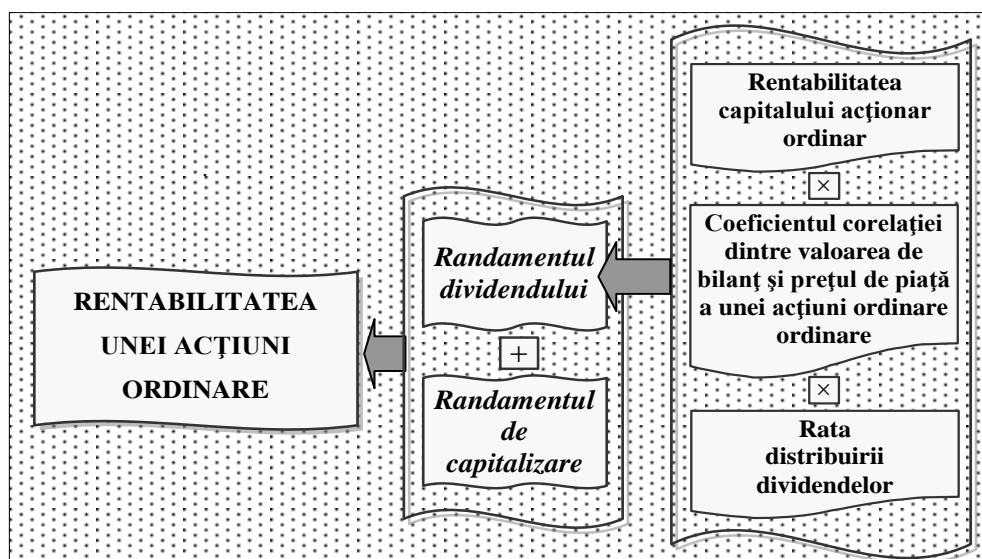 RENTABILITATEA
UNEI ACŢIUNI
ORDINARE
Randamentul
dividendului
+
Randamentul
de
capitalizare
Rentabilitatea
capitalului acţionar
ordinar
×
Coeficientul corelaţiei
dintre valoarea de
bilanţ şi preţul de piaţă
a unei acţiuni ordinare
ordinare
×
Rata
distribuirii
dividendelor